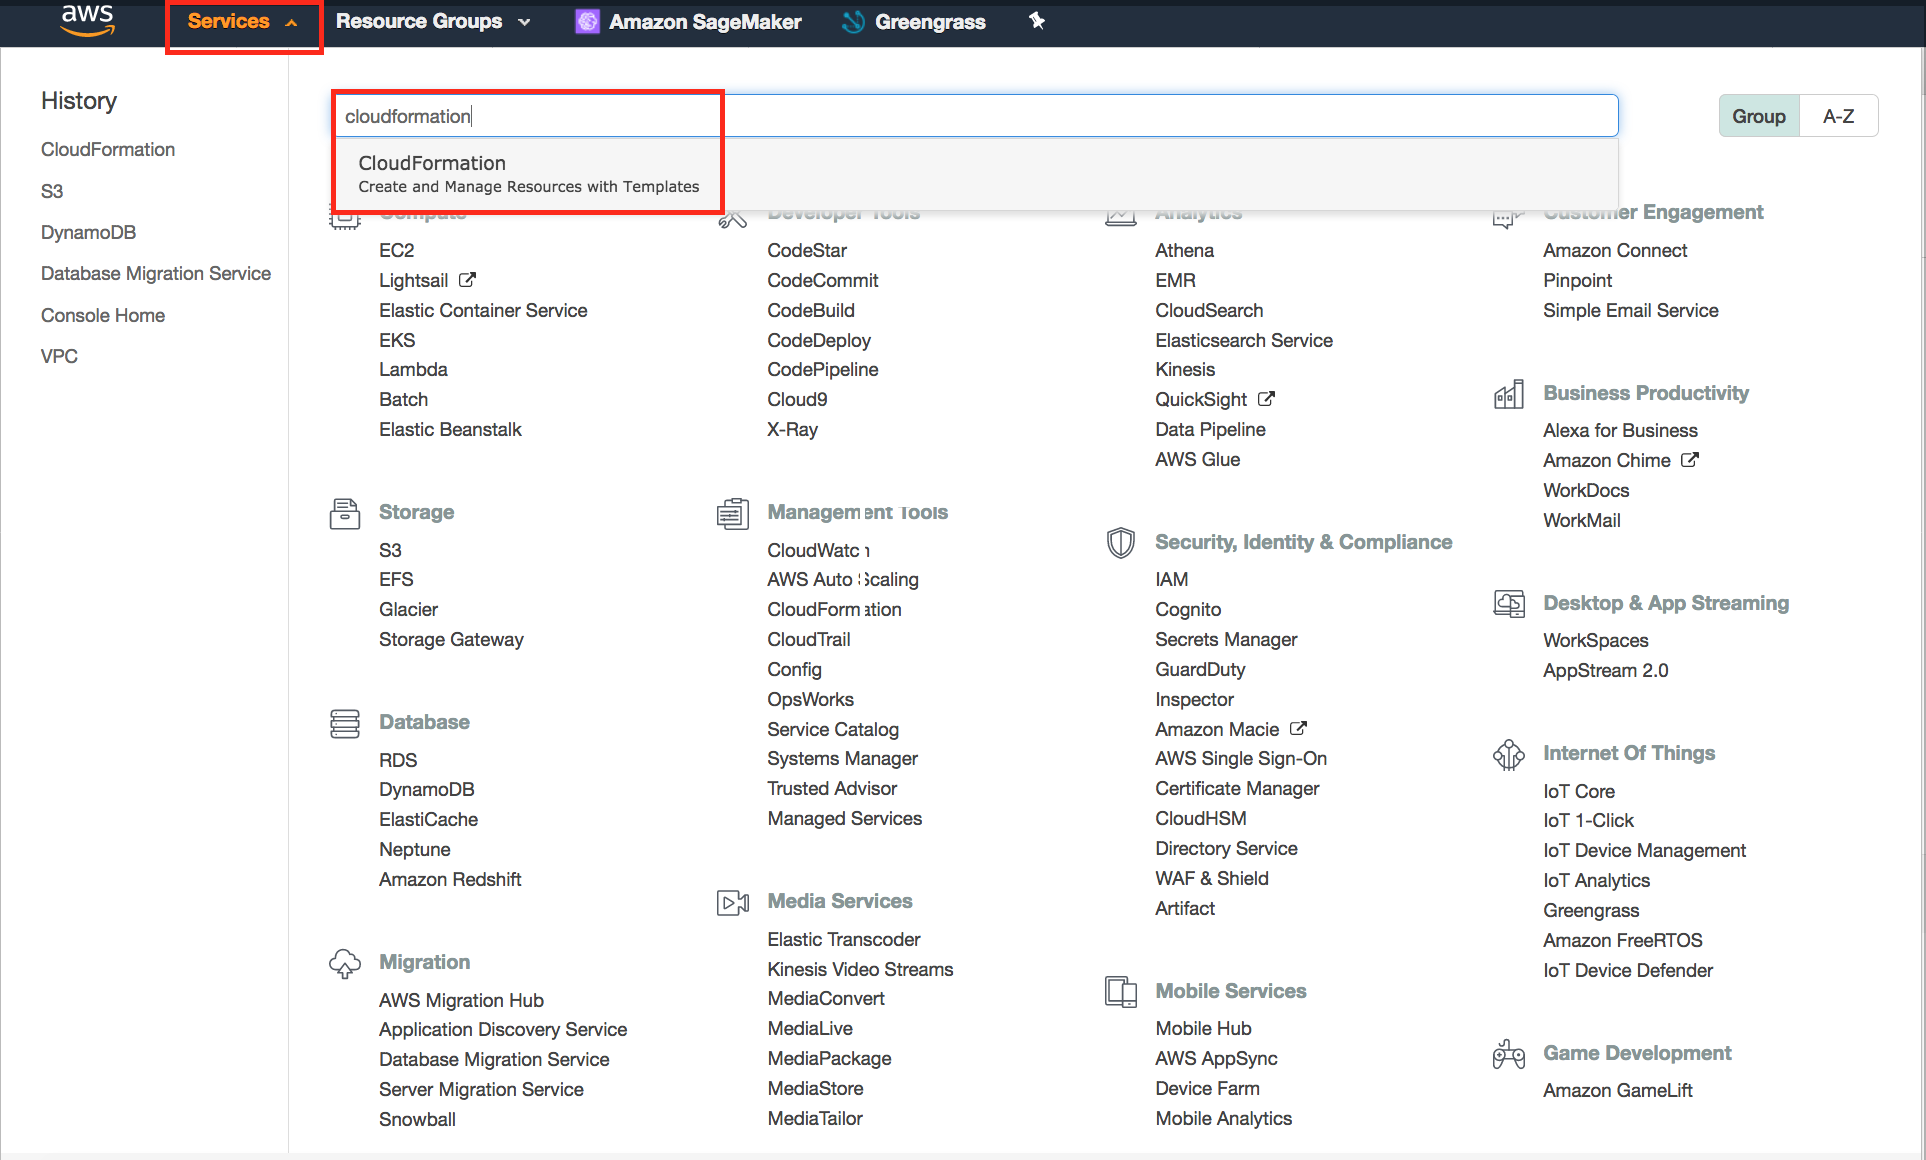 aws
Services
Resource Groups
Amazon SageMaker
Greengrass
History
CloudFormation
S3
DynamoDB
Database Migration Service
Console Home
VPC
cloudformation
Group
A-Z
CloudFormation
Create and Manage Resources with Templates
Compute
EC2
Lightsail
Elastic Container Service
EKS
Lambda
Batch
Elastic Beanstalk
Storage
S3
EFS
Glacier
Storage Gateway
Database
RDS
DynamoDB
ElastiCache
Neptune
Amazon Redshift
Migration
AWS Migration Hub
Application Discovery Service
Database Migration Service
Server Migration Service
Snowball
Developer Tools
CodeStar
CodeCommit
CodeBuild
CodeDeploy
CodePipeline
Cloud9
X-Ray
Management Tools
CloudWatch
AWS Auto Scaling
CloudFormation
CloudTrail
Config
OpsWorks
Service Catalog
Systems Manager
Trusted Advisor
Managed Services
Media Services
Elastic Transcoder
Kinesis Video Streams
MediaConvert
MediaLive
MediaPackage
MediaStore
MediaTailor
Analytics
Athena
EMR
CloudSearch
Elasticsearch Service
Kinesis
QuickSight
Data Pipeline
AWS Glue
Security, Identity & Compliance
IAM
Cognito
Secrets Manager
GuardDuty
Inspector
Amazon Macie
AWS Single Sign-On
Certificate Manager
CloudHSM
Directory Service
WAF & Shield
Artifact
Mobile Services
Mobile Hub
AWS AppSync
Device Farm
Mobile Analytics
Customer Engagement
Amazon Connect
Pinpoint
Simple Email Service
Business Productivity
Alexa for Business
Amazon Chime
WorkDocs
WorkMail
Desktop & App Streaming
WorkSpaces
AppStream 2.0
Internet Of Things
IoT Core
IoT 1-Click
IoT Device Management
IoT Analytics
Greengrass
Amazon FreeRTOS
IoT Device Defender
Game Development
Amazon GameLift